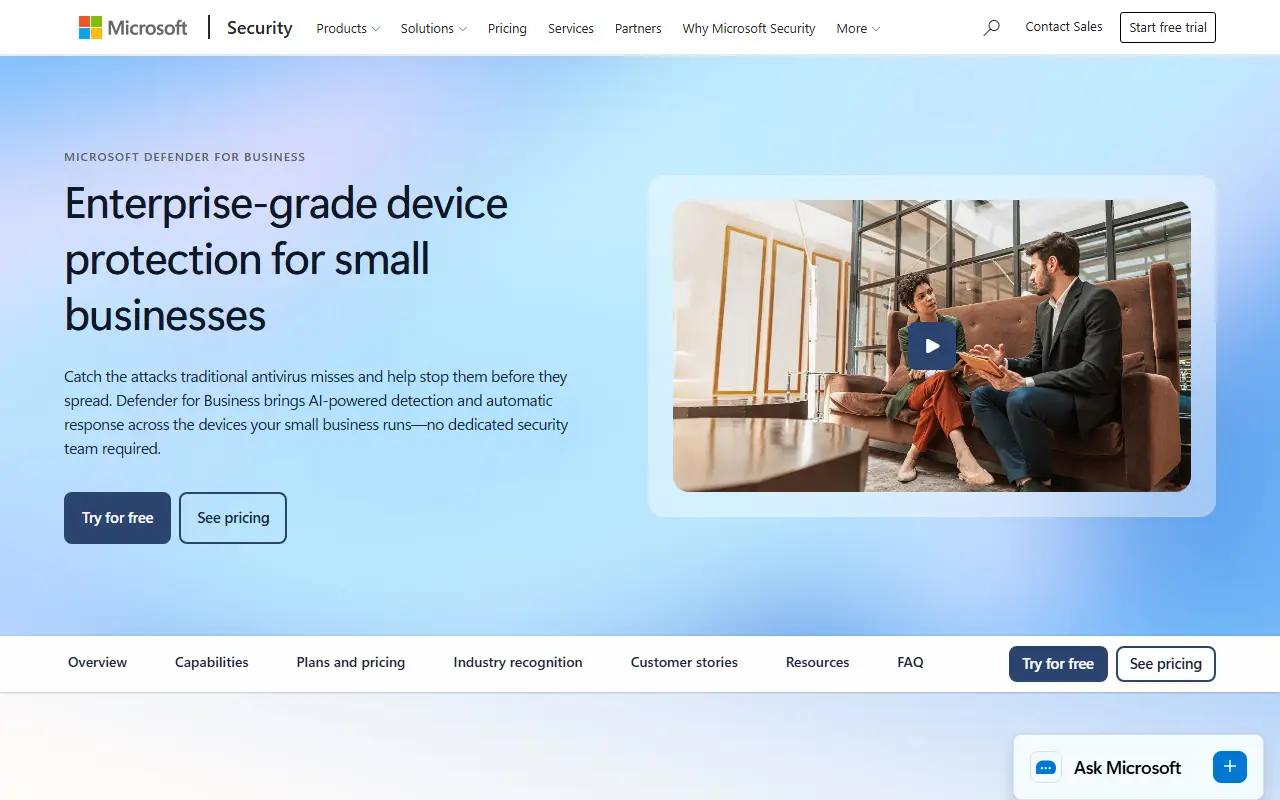 Microsoft
Security
Products
Solutions
Pricing
Services
Partners
Why Microsoft Security
More
Contact Sales
Start free trial
MICROSOFT DEFENDER FOR BUSINESS
Enterprise-grade device
protection for small
businesses
Catch the attacks traditional antivirus misses and help stop them before they
spread. Defender for Business brings AI-powered detection and automatic
response across the devices your small business runs—no dedicated security
team required.
Try for free
See pricing
Overview
Capabilities
Plans and pricing
Industry recognition
Customer stories
Resources
FAQ
Try for free
See pricing
Ask Microsoft